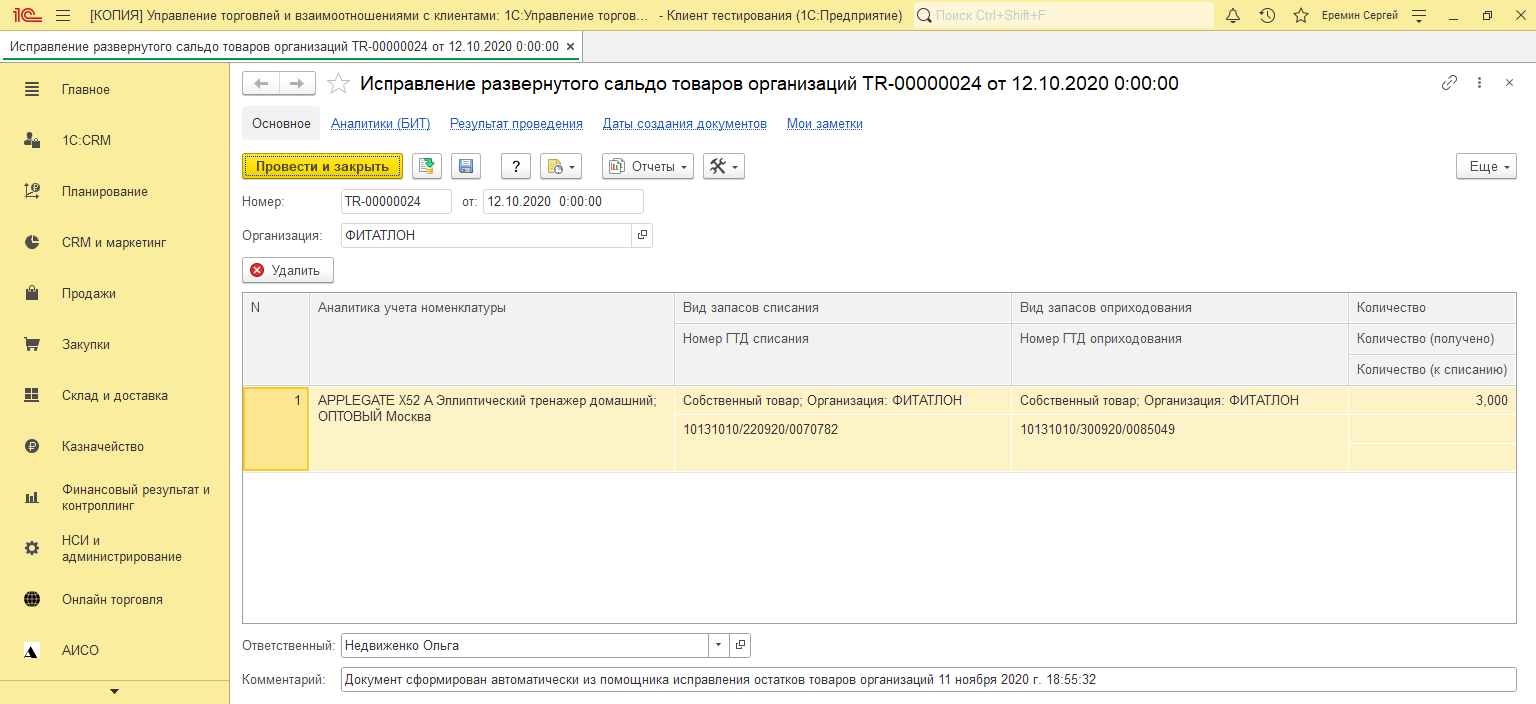 [КОПИЯ] Управление торговлей и взаимоотношениями с клиентами: 1С:Управление торгов... - Клиент тестирования (1С:Предприятие)
Поиск Ctrl+Shift+F
Еремин Сергей
Исправление развернутого сальдо товаров организаций TR-00000024 от 12.10.2020 0:00:00 ×
Главное
1С:CRM
Планирование
CRM и маркетинг
Продажи
Закупки
Склад и доставка
Казначейство
Финансовый результат и
контроллинг
НСИ и
администрирование
Онлайн торговля
АИСО
Исправление развернутого сальдо товаров организаций TR-00000024 от 12.10.2020 0:00:00
Основное Аналитики (БИТ) Результат проведения Даты создания документов Мои заметки
Провести и закрыть ? Отчеты Еще
Номер: TR-00000024 от: 12.10.2020 0:00:00
Организация: ФИТАТЛОН
Удалить
N Аналитика учета номенклатуры Вид запасов списания Вид запасов оприходования Количество
Номер ГТД списания Номер ГТД оприходования Количество (получено)
Количество (к списанию)
1 APPLEGATE X52 A Эллиптический тренажер домашний; Собственный товар; Организация: ФИТАТЛОН Собственный товар; Организация: ФИТАТЛОН 3,000
ОПТОВЫЙ Москва
10131010/220920/0070782 10131010/300920/0085049
Ответственный: Недвиженко Ольга
Комментарий: Документ сформирован автоматически из помощника исправления остатков товаров организаций 11 ноября 2020 г. 18:55:32